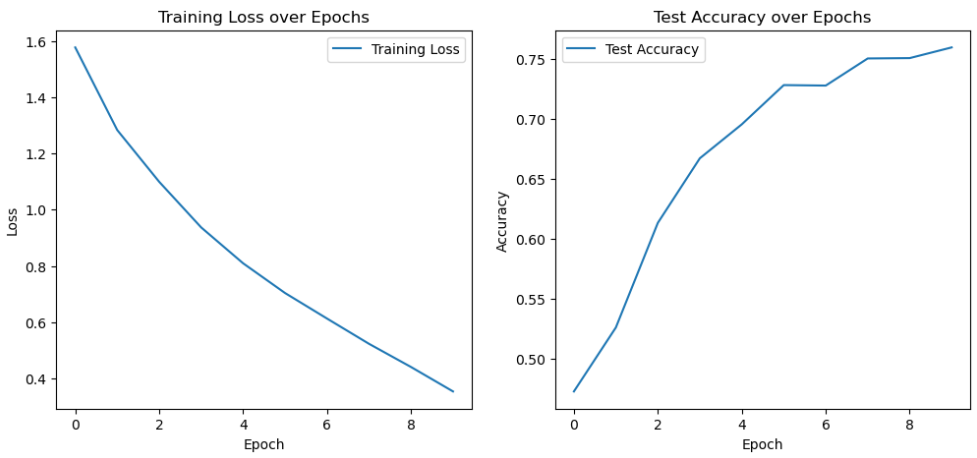 Training Loss over Epochs
Training Loss
1.6
1.4
1.2
1.0
0.8
0.6
0.4
Loss
0 2 4 6 8
Epoch
Test Accuracy over Epochs
Test Accuracy
0.75
0.70
0.65
0.60
0.55
0.50
Accuracy
0 2 4 6 8
Epoch